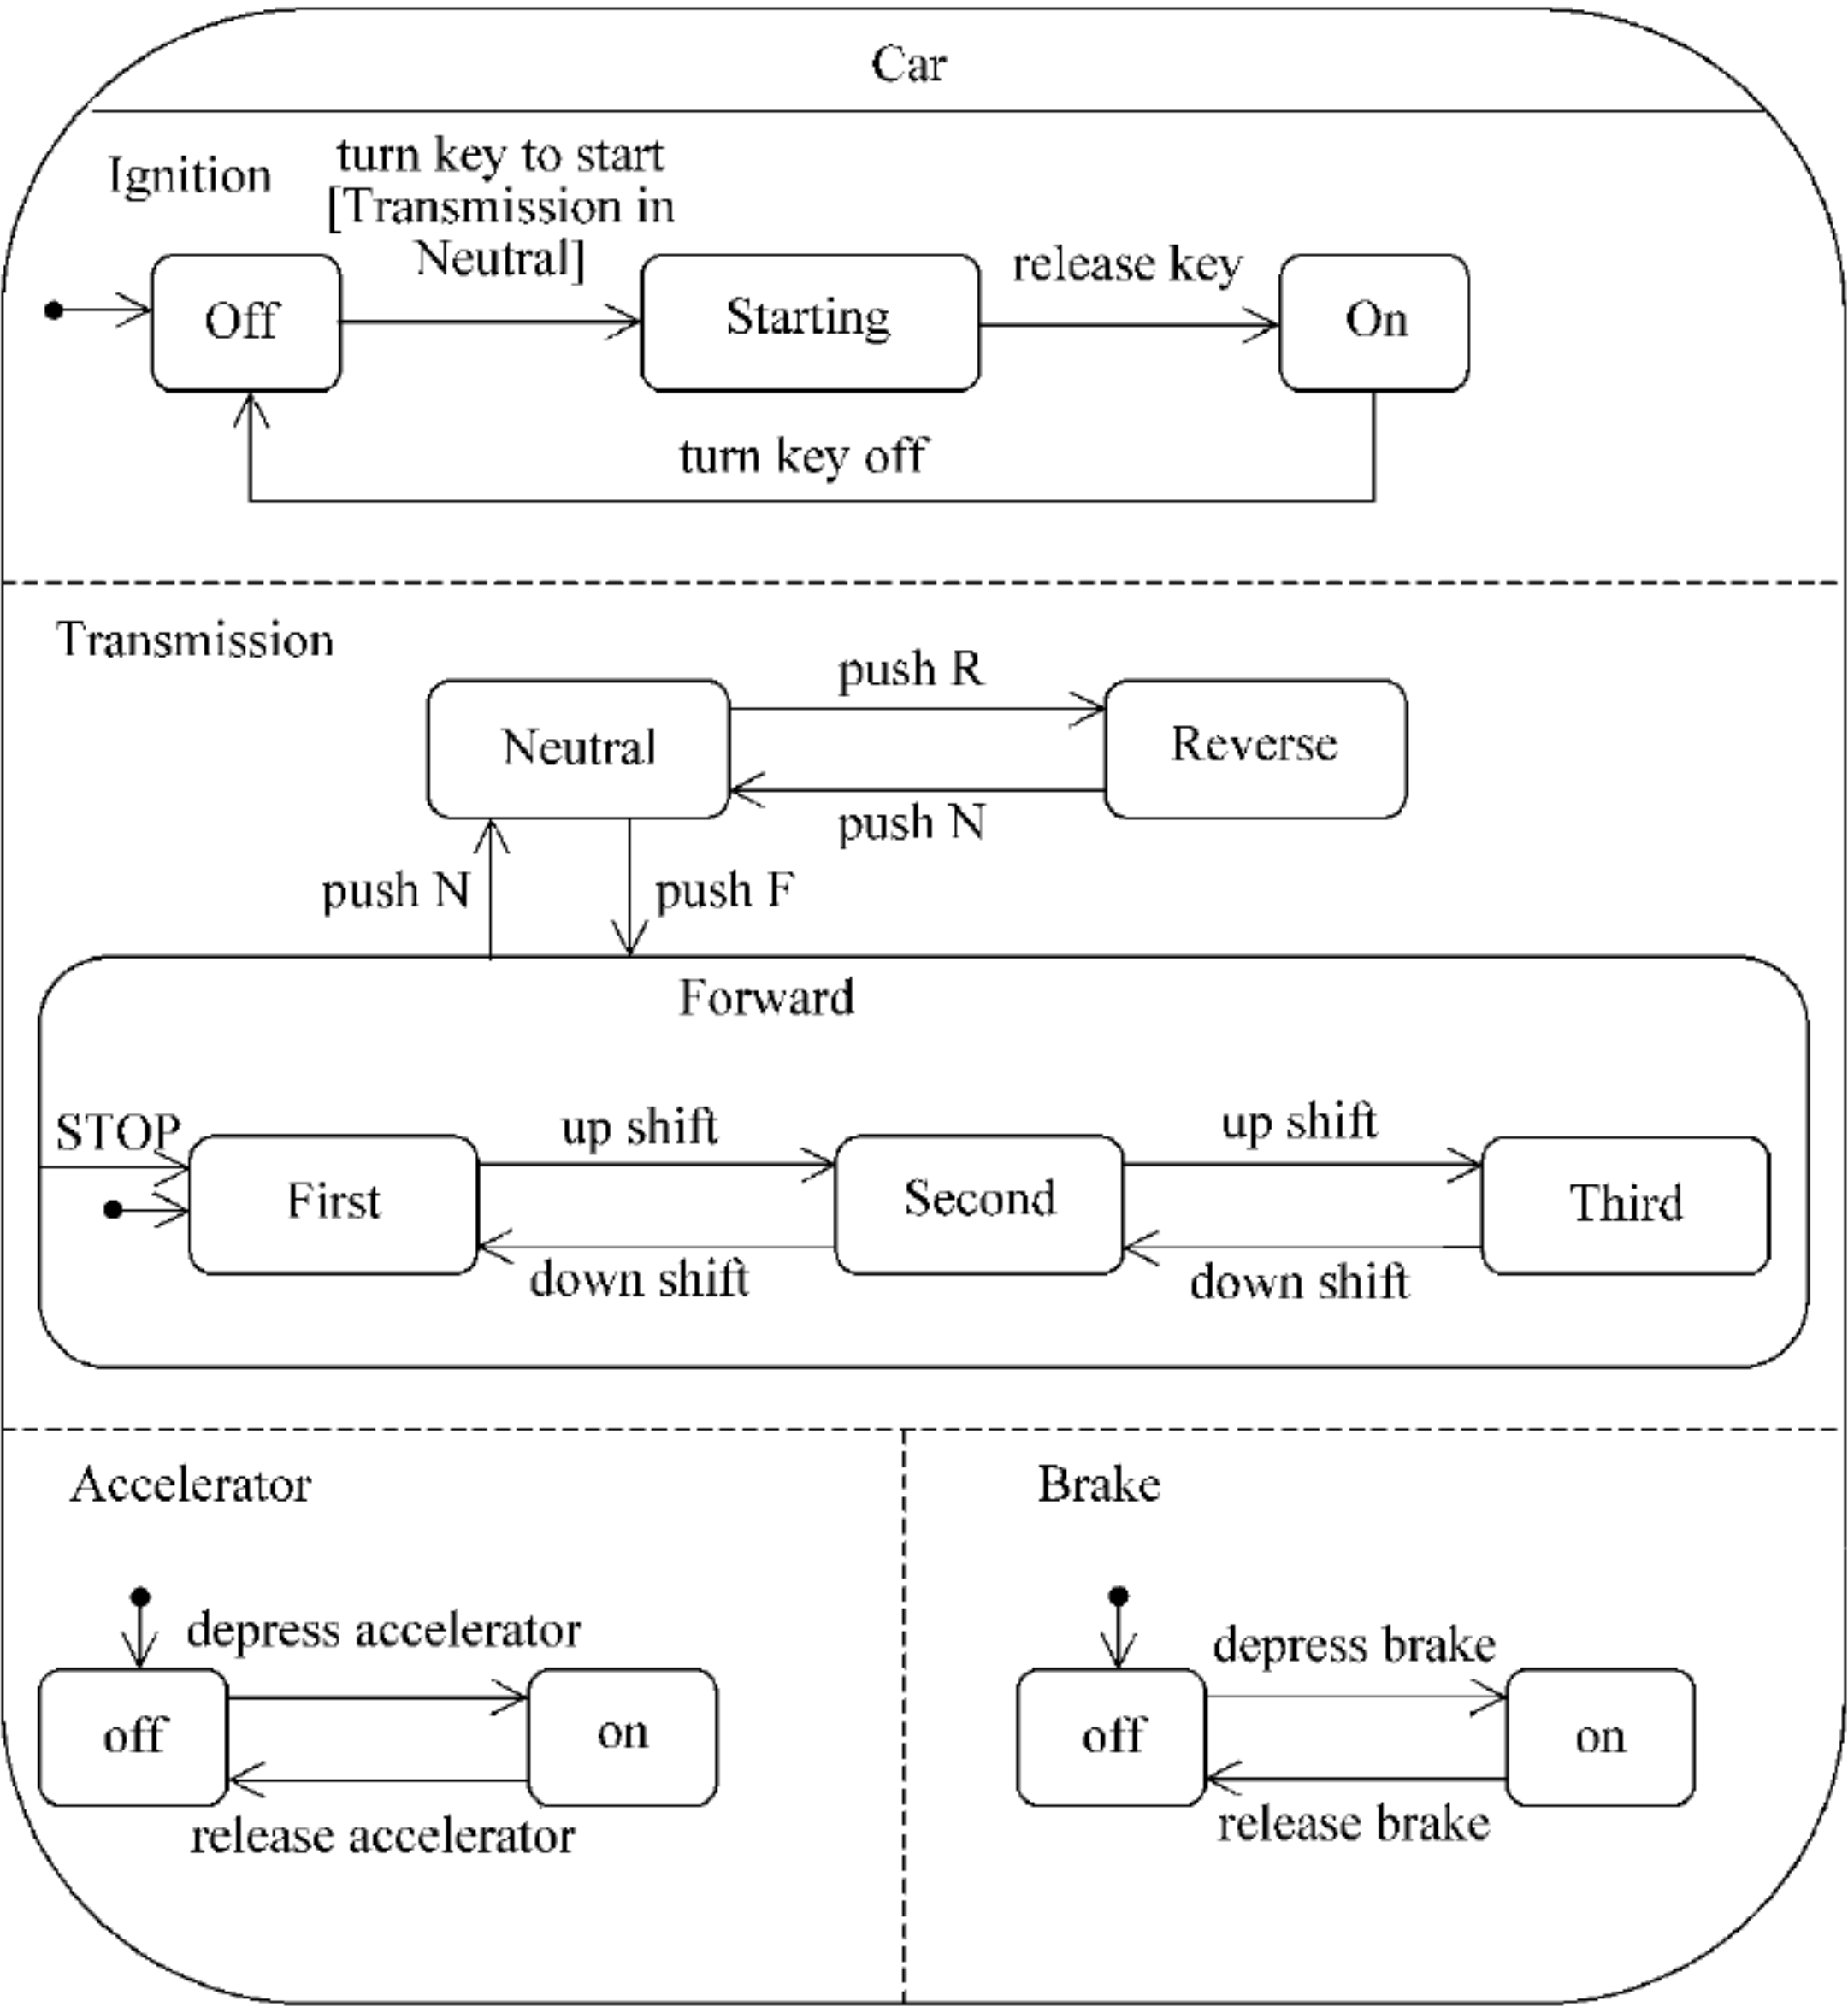 Car
Ignition
turn key to start
[Transmission in
Neutral]
Off
Starting
release key
On
turn key off
Transmission
push R
Neutral
Reverse
push N
push N
push F
Forward
STOP
First
up shift
Second
up shift
Third
down shift
down shift
Accelerator
depress accelerator
off
on
release accelerator
Brake
depress brake
off
on
release brake